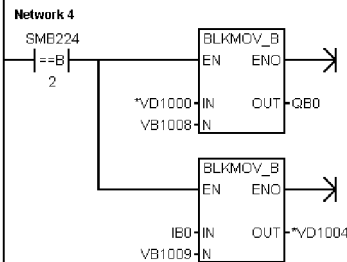 Network 4
SMB224
==B
2
BLKMOV_B
EN ENO
*VD1000 IN OUT QB0
VB1008 N
BLKMOV_B
EN ENO
IB0 IN OUT *VD1004
VB1009 N